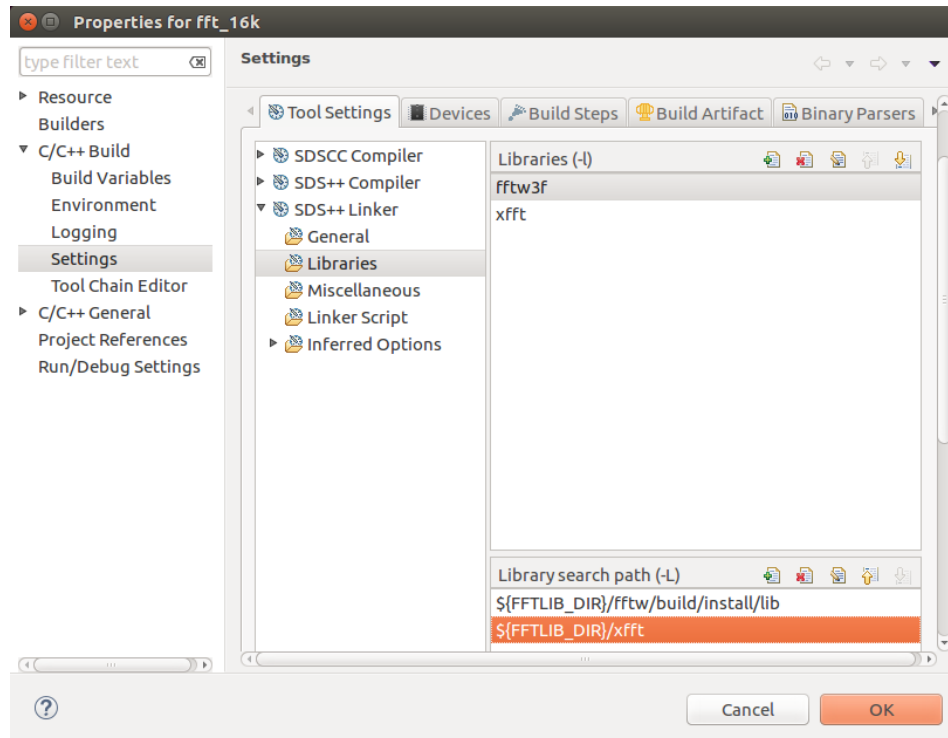 Properties for fft_16k
type filter text
Resource
Builders
C/C++ Build
Build Variables
Environment
Logging
Settings
Tool Chain Editor
C/C++ General
Project References
Run/Debug Settings
Settings
Tool Settings
Devices
Build Steps
Build Artifact
Binary Parsers
SDSCC Compiler
SDS++ Compiler
SDS++ Linker
General
Libraries
Miscellaneous
Linker Script
Inferred Options
Libraries (-l)
fftw3f
xfft
Library search path (-L)
${FFTLIB_DIR}/fftw/build/install/lib
${FFTLIB_DIR}/xfft
Cancel
OK